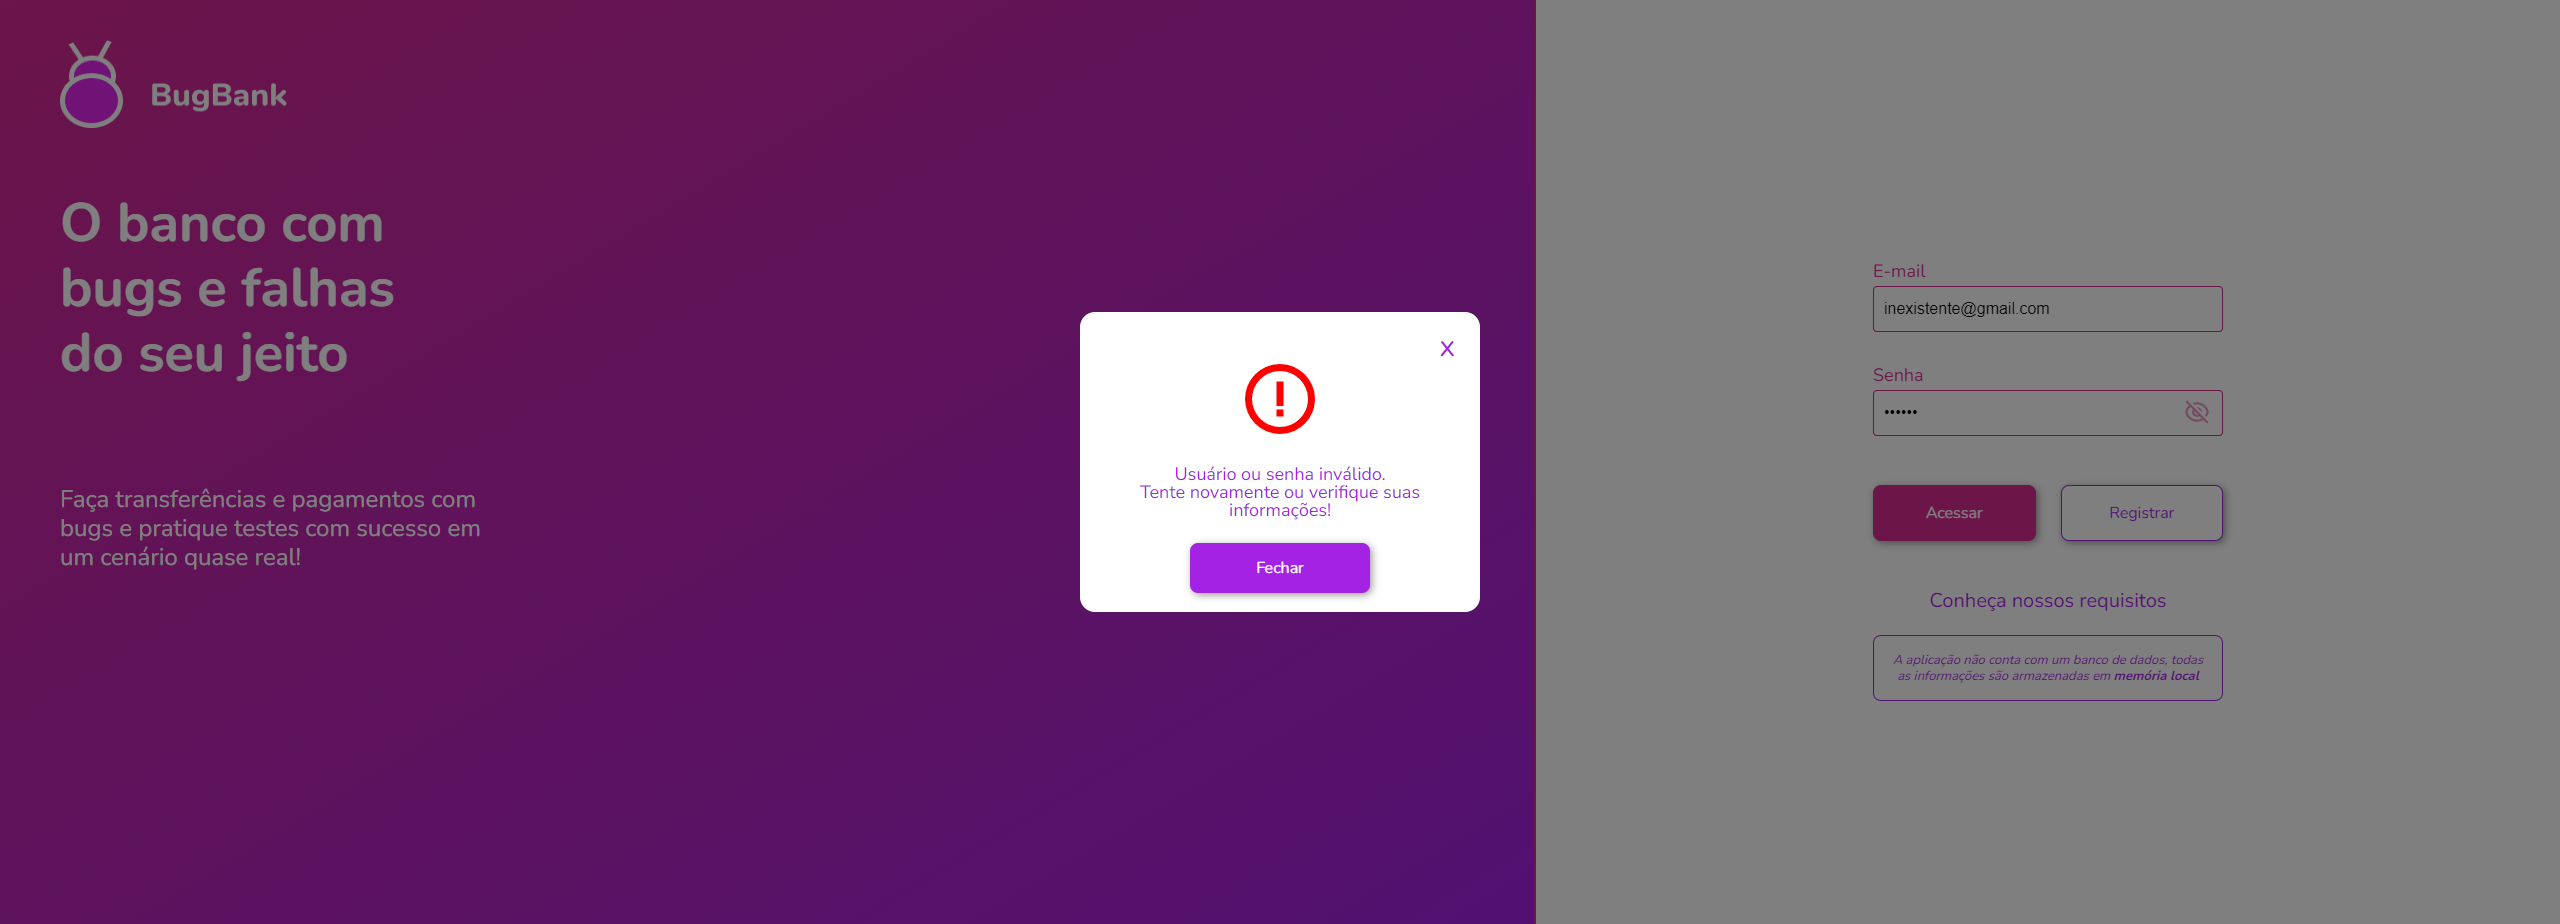 BugBank
O banco com
bugs e falhas
do seu jeito
Faça transferências e pagamentos com
bugs e pratique testes com sucesso em
um cenário quase real!
X
Usuário ou senha inválido.
Tente novamente ou verifique suas
informações!
Fechar
E-mail
inexistente@gmail.com
Senha
••••••
Acessar
Registrar
Conheça nossos requisitos
A aplicação não conta com um banco de dados, todas
as informações são armazenadas em memória local